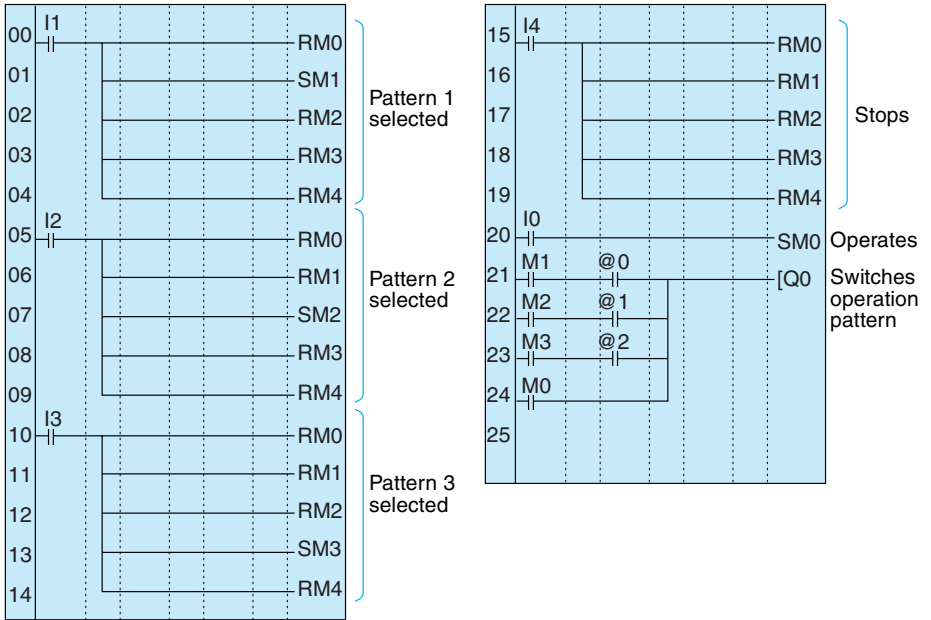 00 I1 RM0
01 SM1
02 RM2
03 RM3
04 RM4
Pattern 1
selected
05 I2 RM0
06 RM1
07 SM2
08 RM3
09 RM4
Pattern 2
selected
10 I3 RM0
11 RM1
12 RM2
13 SM3
14 RM4
Pattern 3
selected
15 I4 RM0
16 RM1
17 RM2
18 RM3
19 RM4
Stops
20 I0 SM0 Operates
21 M1 @0 [Q0 Switches
operation
pattern
22 M2 @1
23 M3 @2
24 M0
25